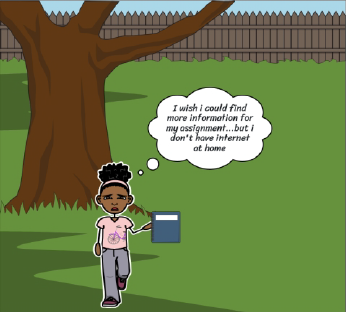 I wish i could find
more information for
my assignment...but i
don't have internet
at home